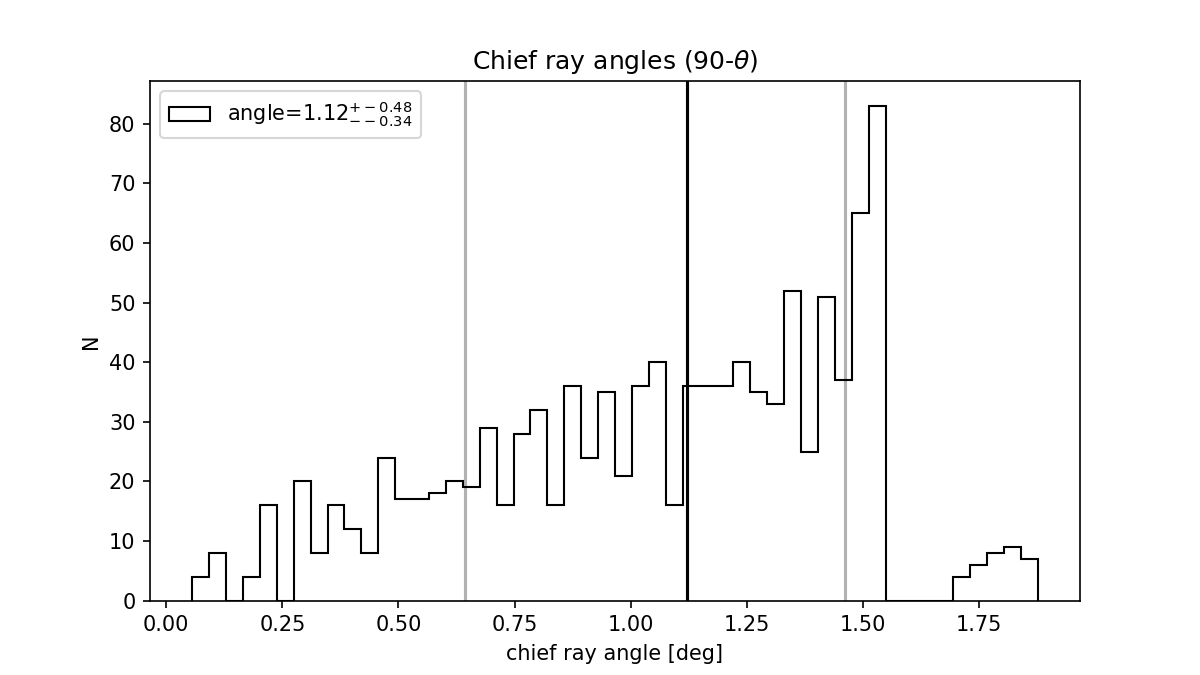 Chief ray angles (90-θ)
angle=1.12 +−0.48 −−0.34
80
70
60
50
40
30
20
10
0
N
0.00 0.25 0.50 0.75 1.00 1.25 1.50 1.75
chief ray angle [deg]